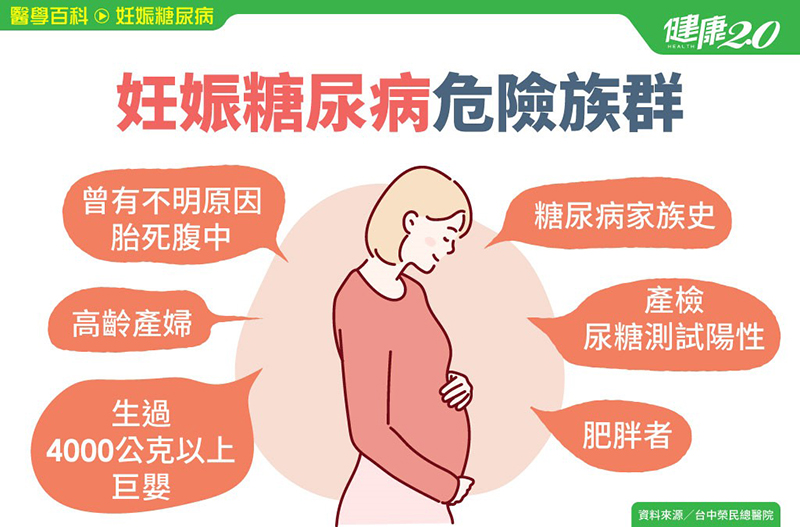 醫學百科 妊娠糖尿病
健康2.0
HEALTH
妊娠糖尿病危險族群
曾有不明原因
胎死腹中
高齡產婦
生過
4000公克以上
巨嬰
糖尿病家族史
產檢
尿糖測試陽性
肥胖者
資料來源／台中榮民總醫院